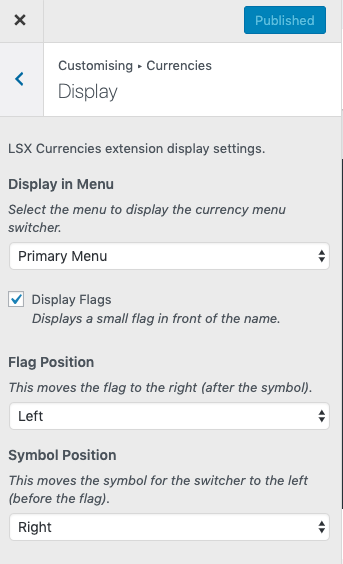 Published
Customising ▸ Currencies
Display
LSX Currencies extension display settings.
Display in Menu
Select the menu to display the currency menu
switcher.
Primary Menu
Display Flags
Displays a small flag in front of the name.
Flag Position
This moves the flag to the right (after the symbol).
Left
Symbol Position
This moves the symbol for the switcher to the left
(before the flag).
Right